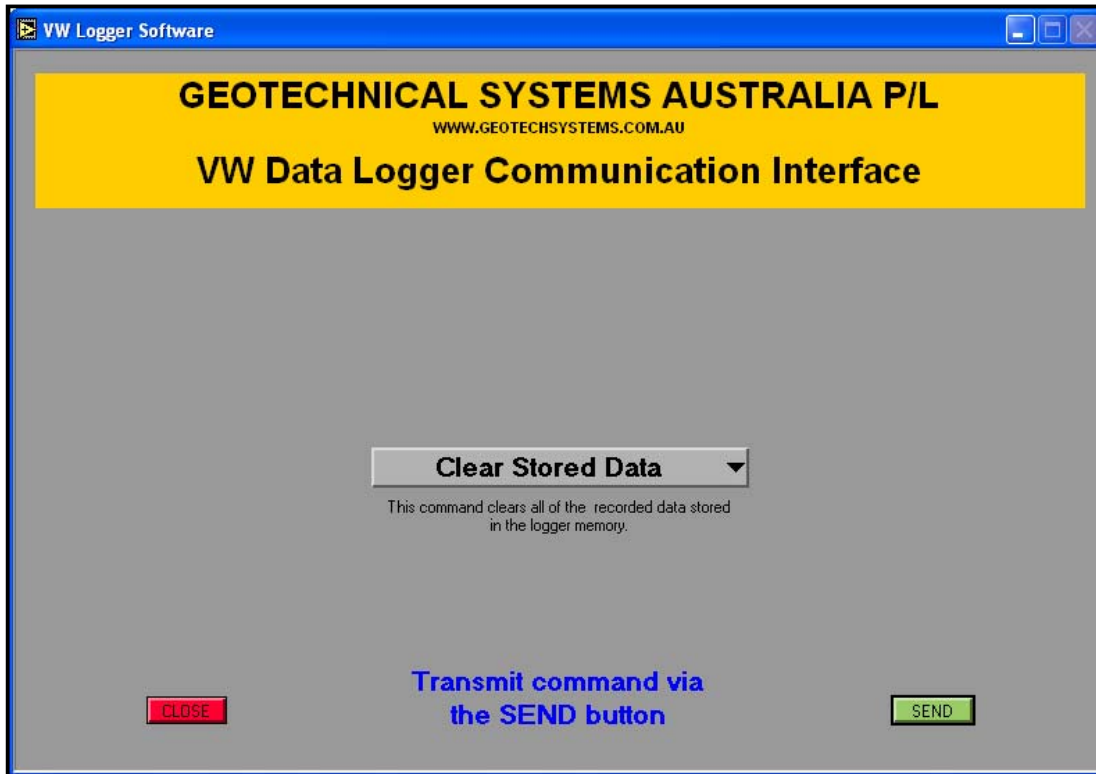 VW Logger Software
GEOTECHNICAL SYSTEMS AUSTRALIA P/L
WWW.GEOTECHSYSTEMS.COM.AU
VW Data Logger Communication Interface
Clear Stored Data
This command clears all of the recorded data stored
in the logger memory.
Transmit command via
the SEND button
CLOSE
SEND